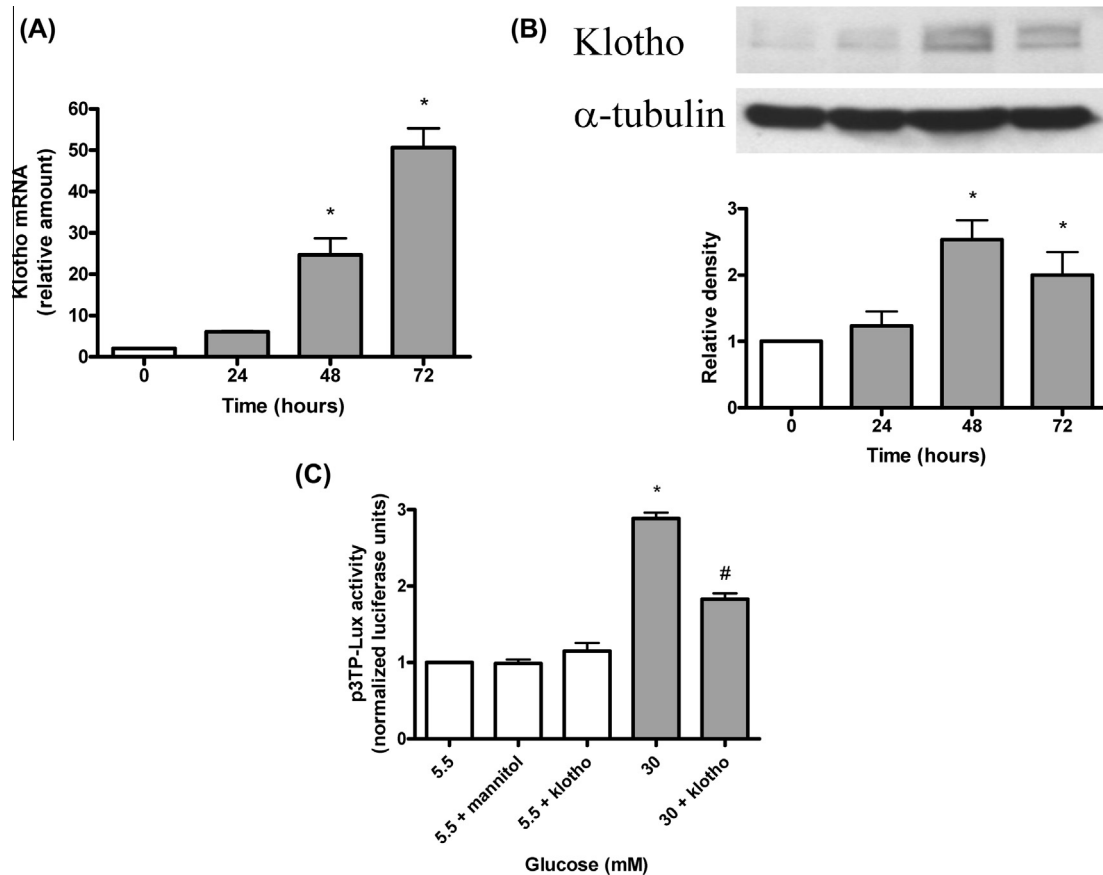 (A)
Klotho mRNA
(relative amount)
60
50
40
30
20
10
0
*
*
0 24 48 72
Time (hours)
(B)
Klotho
α-tubulin
Relative density
3
2
1
0
*
*
0 24 48 72
Time (hours)
(C)
p3TP-Lux activity
(normalized luciferase units)
3
2
1
0
*
#
5.5
5.5 + mannitol
5.5 + klotho
30
30 + klotho
Glucose (mM)